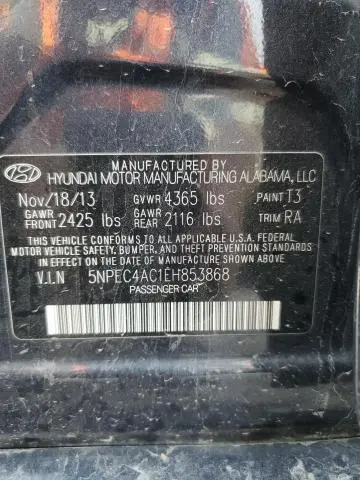 MANUFACTURED BY
HYUNDAI MOTOR MANUFACTURING ALABAMA, LLC
Nov/18/13 GVWR 4365 lbs PAINT T3
GAWR FRONT 2425 lbs GAWR REAR 2116 lbs TRIM RA
THIS VEHICLE CONFORMS TO ALL APPLICABLE FEDERAL
MOTOR VEHICLE SAFETY, BUMPER, AND THEFT PREVENTION
STANDARDS IN EFFECT ON THE DATE OF MANUFACTURE SHOWN ABOVE.
V.I.N 5NPEC4AC1EH853868
PASSENGER CAR